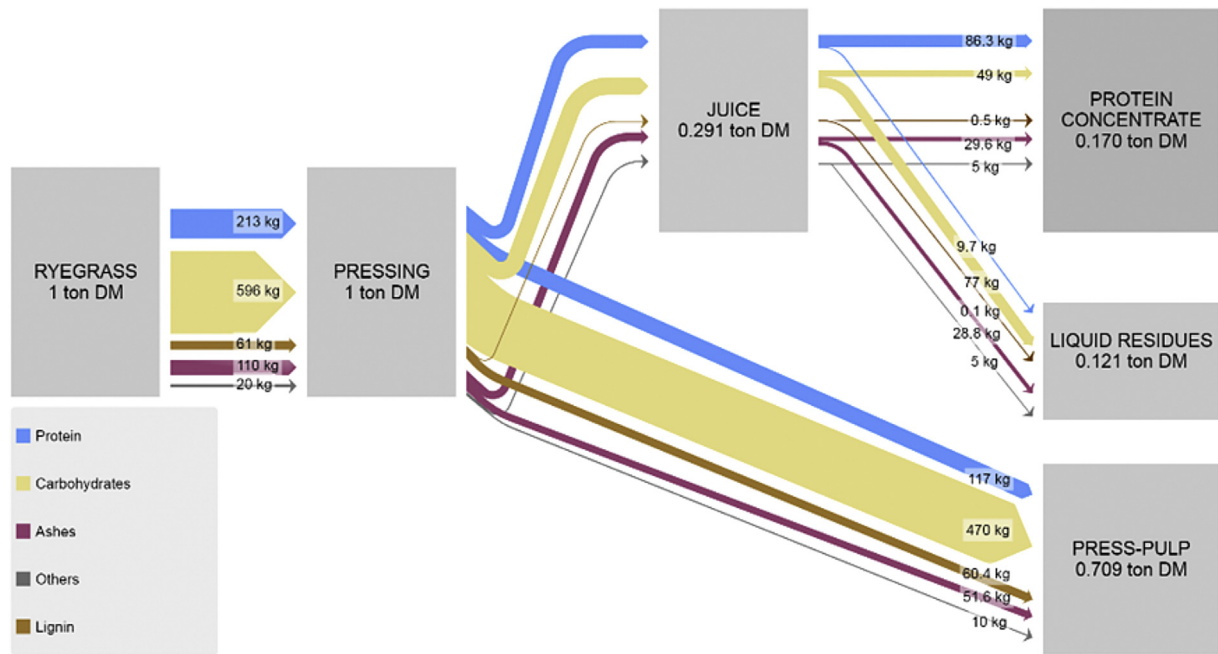 RYEGRASS
1 ton DM
213 kg
596 kg
61 kg
110 kg
20 kg
PRESSING
1 ton DM
JUICE
0.291 ton DM
86.3 kg
49 kg
0.5 kg
29.6 kg
5 kg
PROTEIN
CONCENTRATE
0.170 ton DM
9.7 kg
77 kg
0.1 kg
28.8 kg
5 kg
LIQUID RESIDUES
0.121 ton DM
117 kg
470 kg
60.4 kg
51.6 kg
10 kg
PRESS-PULP
0.709 ton DM
Protein
Carbohydrates
Ashes
Others
Lignin